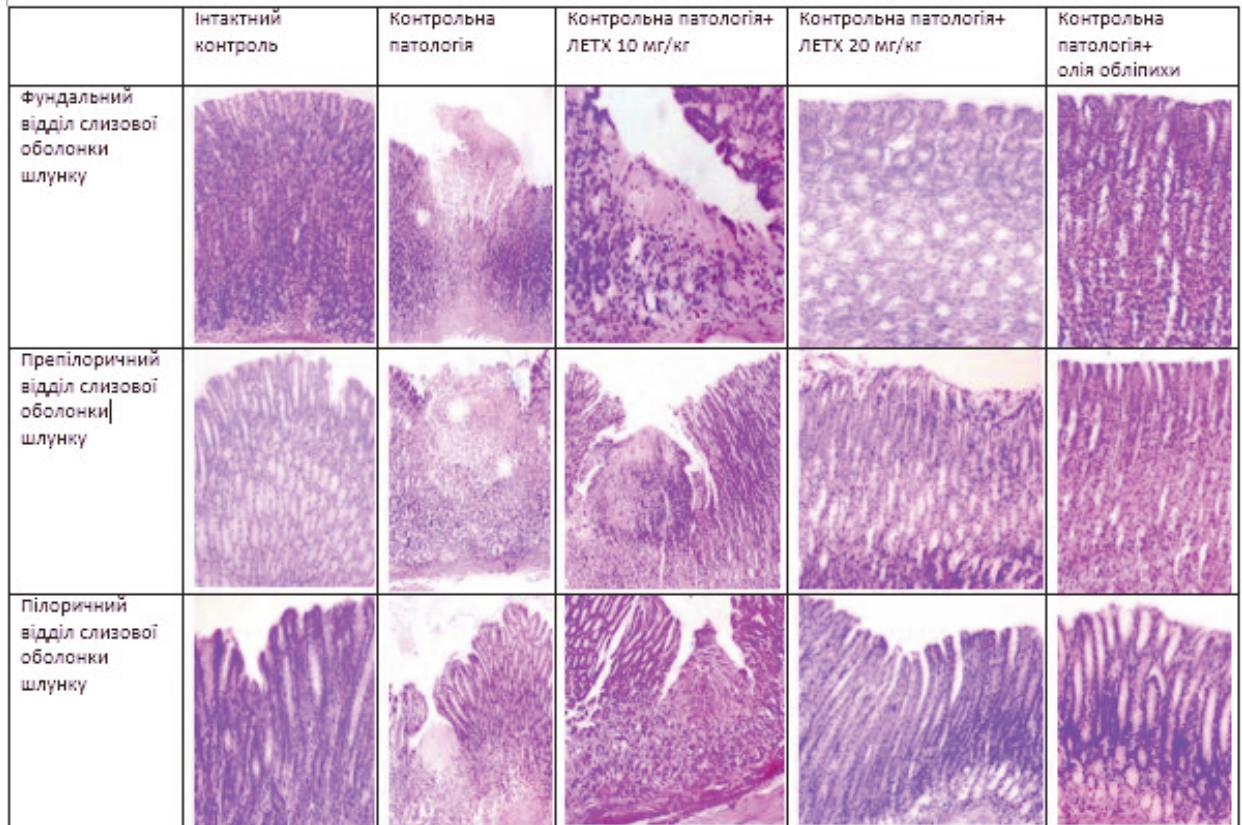 Інтактний
контроль
Контрольна
патологія
Контрольна патологія+
ЛЕТХ 10 мг/кг
Контрольна патологія+
ЛЕТХ 20 мг/кг
Контрольна
патологія+
олія обліпихи
Фундальний
відділ слизової
оболонки
шлунку
Препілоричний
відділ слизової
оболонки
шлунку
Пілоричний
відділ слизової
оболонки
шлунку